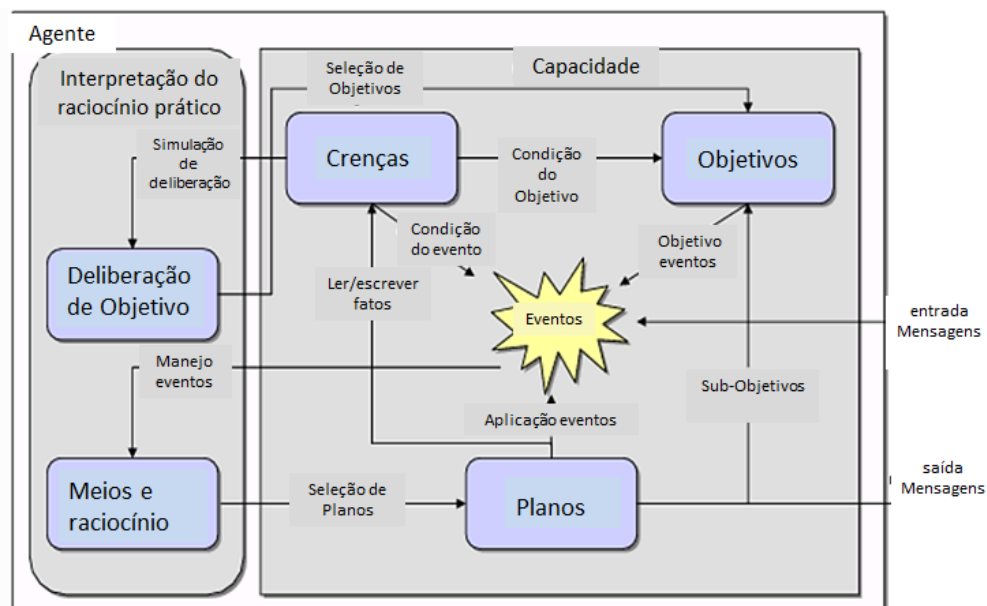 Agente
Interpretação do
raciocínio prático
Seleção de
Objetivos
Capacidade
Simulação
de
deliberação
Crenças
Condição
do
Objetivo
Objetivos
Condição
do evento
Objetivo
eventos
Deliberação
de Objetivo
Ler/escrever
fatos
Eventos
entrada
Mensagens
Manejo
eventos
Sub-Objetivos
Aplicação eventos
Meios e
raciocínio
Seleção de
Planos
Planos
saída
Mensagens